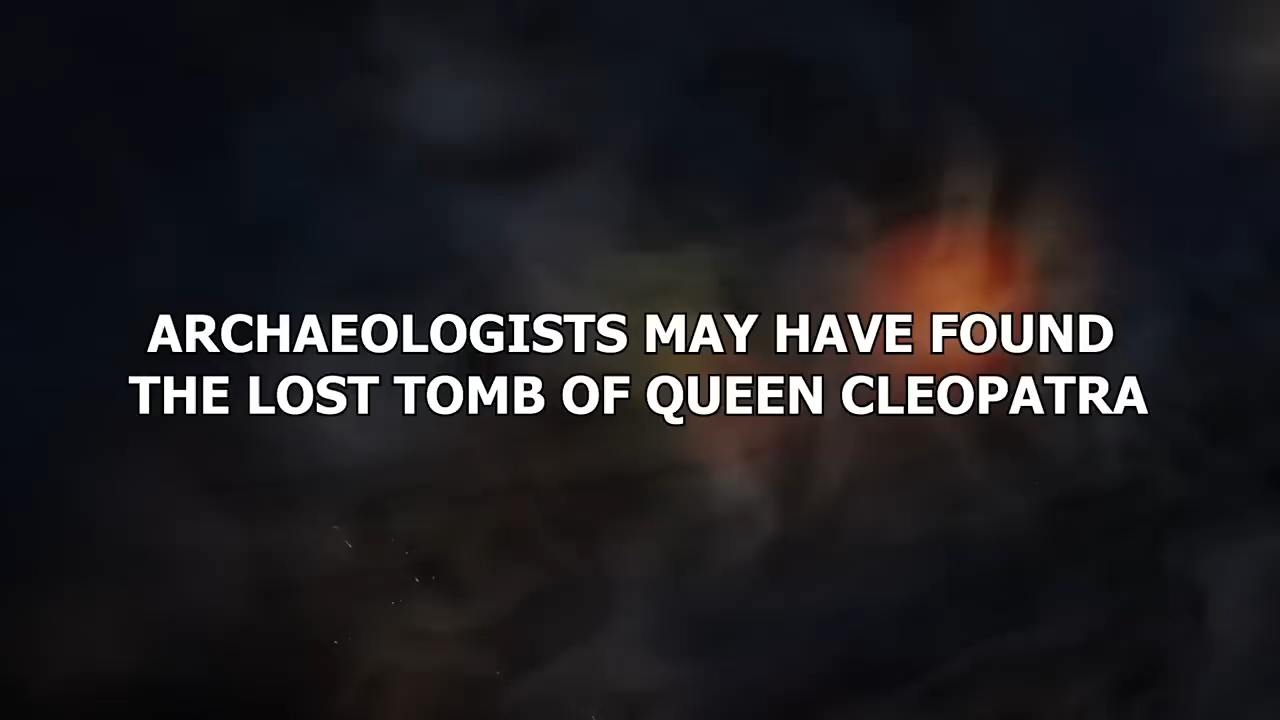 ARCHAEOLOGISTS MAY HAVE FOUND
THE LOST TOMB OF QUEEN CLEOPATRA